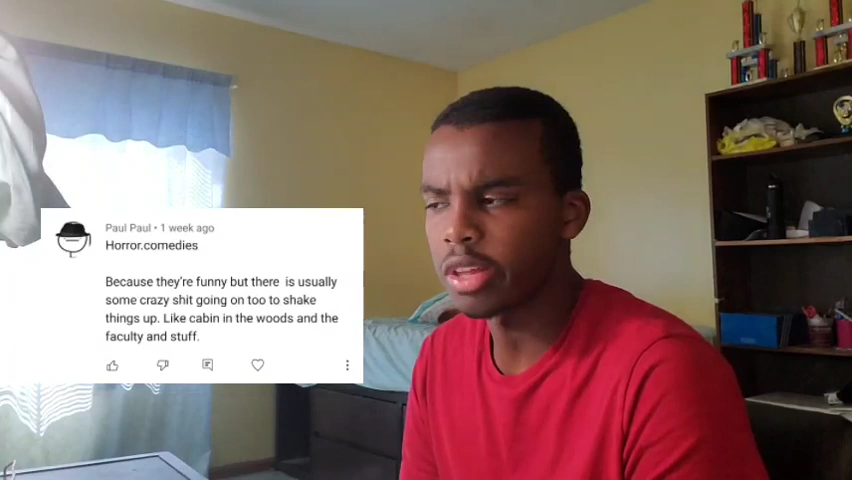 Paul Paul • 1 week ago
Horror.comedies
Because they're funny but there is usually
some crazy shit going on too to shake
things up. Like cabin in the woods and the
faculty and stuff.